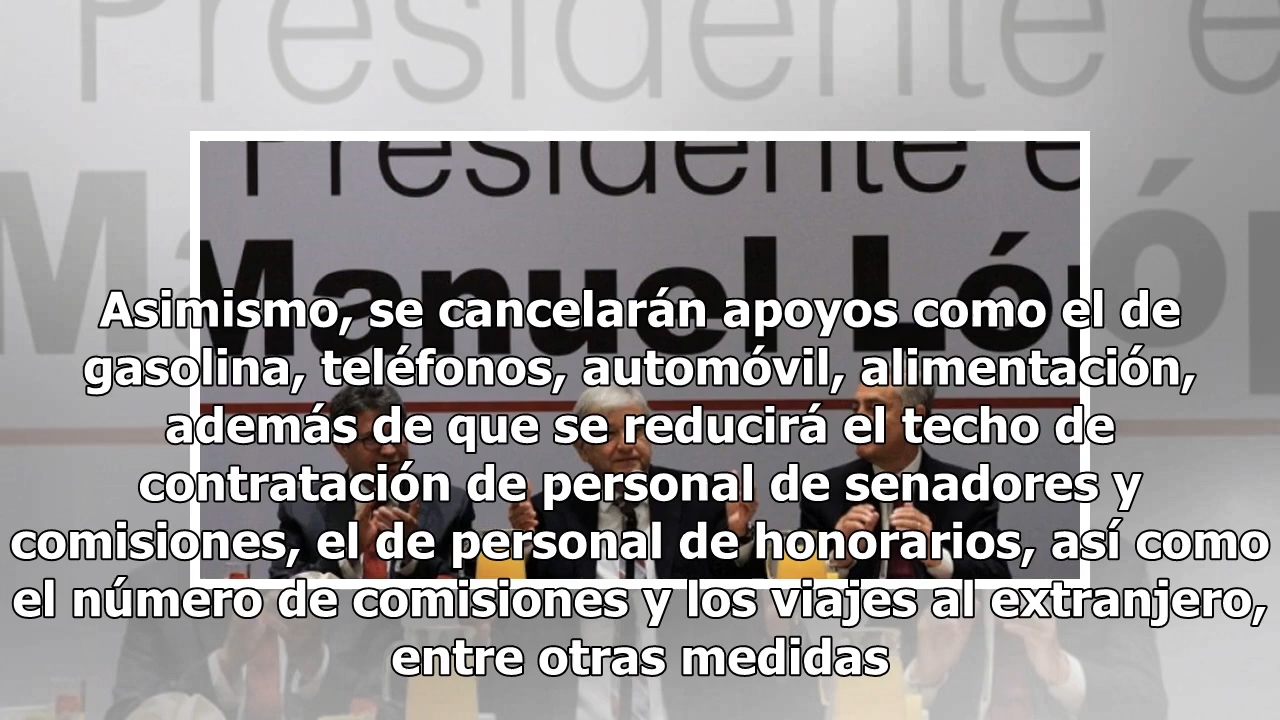 Presidente e
Manuel Lóp
Asimismo, se cancelarán apoyos como el de
gasolina, teléfonos, automóvil, alimentación,
además de que se reducirá el techo de
contratación de personal de senadores y
comisiones, el de personal de honorarios, así como
el número de comisiones y los viajes al extranjero,
entre otras medidas